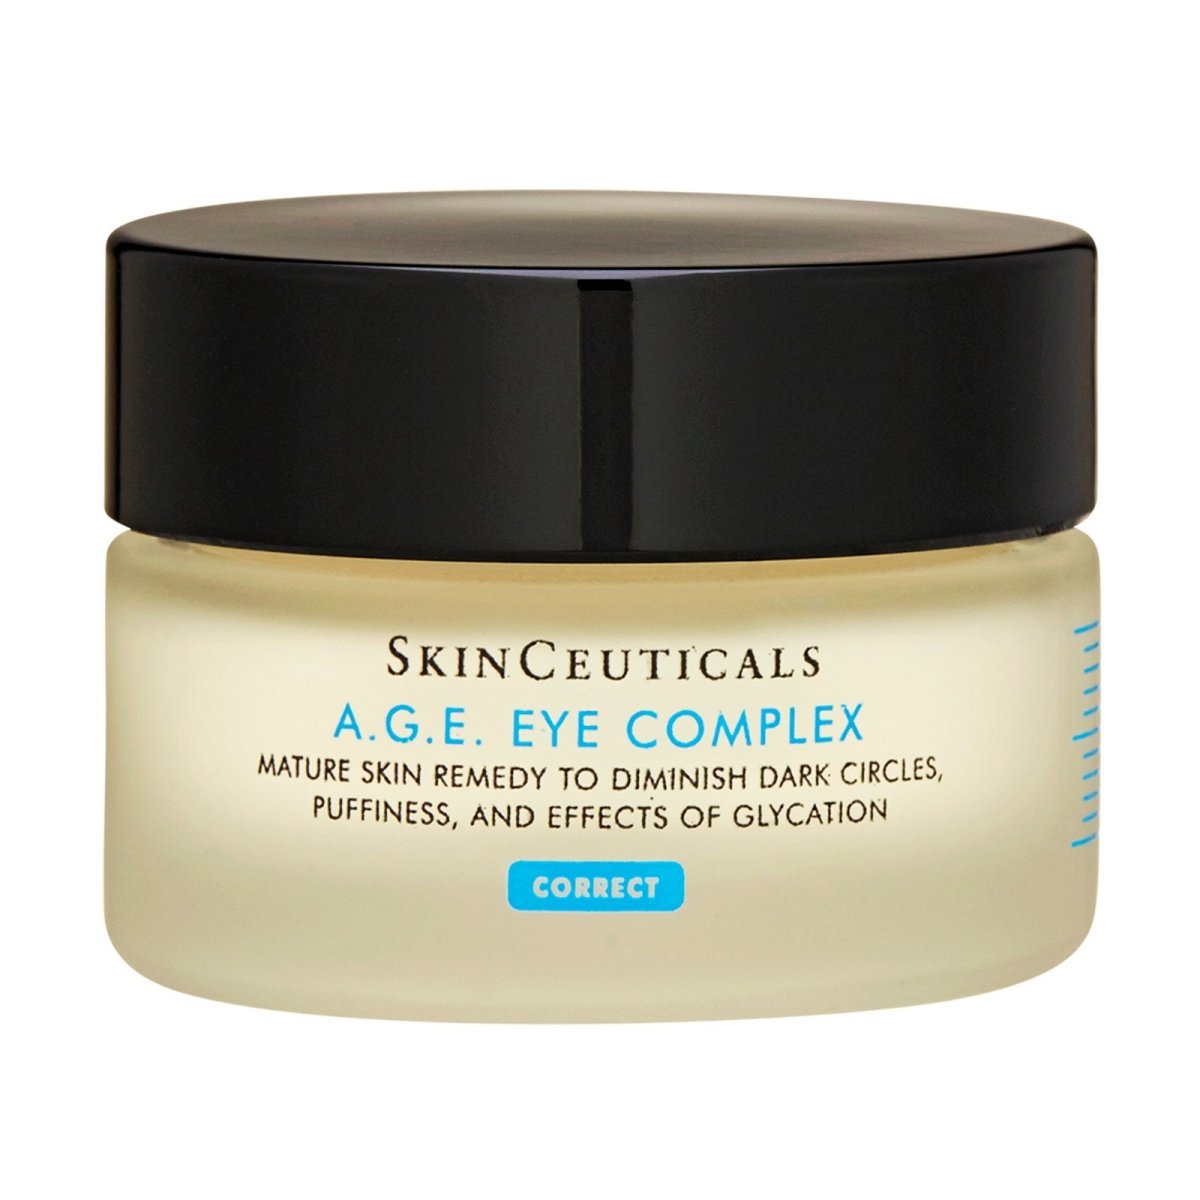 SKINCEUTICALS
A.G.E. EYE COMPLEX
MATURE SKIN REMEDY TO DIMINISH DARK CIRCLES,
PUFFINESS, AND EFFECTS OF GLYCATION
CORRECT